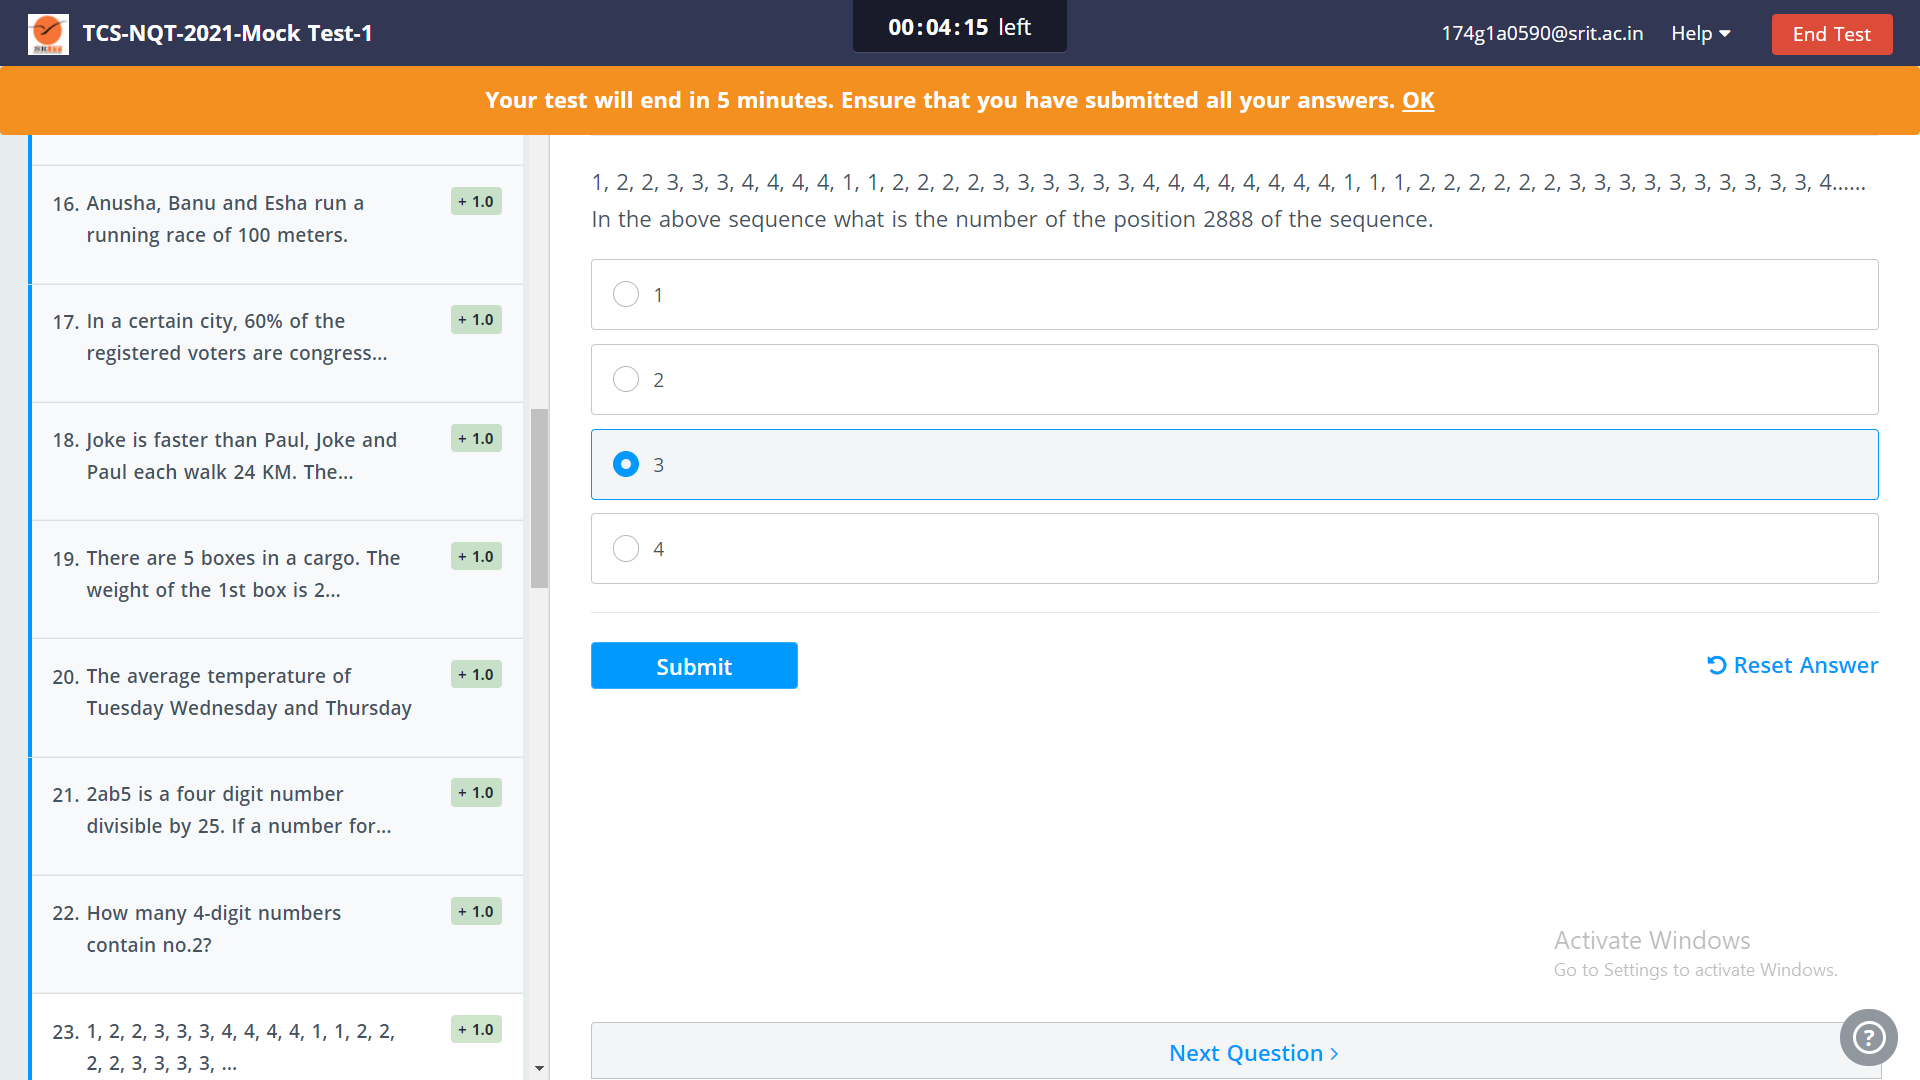 TCS-NQT-2021-Mock Test-1
00:04:15 left
174g1a0590@srit.ac.in
Help
End Test
Your test will end in 5 minutes. Ensure that you have submitted all your answers. OK
16. Anusha, Banu and Esha run a
running race of 100 meters.
+ 1.0
17. In a certain city, 60% of the
registered voters are congress...
+ 1.0
18. Joke is faster than Paul, Joke and
Paul each walk 24 KM. The...
+ 1.0
19. There are 5 boxes in a cargo. The
weight of the 1st box is 2...
+ 1.0
20. The average temperature of
Tuesday Wednesday and Thursday
+ 1.0
21. 2ab5 is a four digit number
divisible by 25. If a number for...
+ 1.0
22. How many 4-digit numbers
contain no.2?
+ 1.0
23. 1, 2, 2, 3, 3, 3, 4, 4, 4, 4, 1, 1, 2, 2,
2, 2, 3, 3, 3, 3, ...
+ 1.0
1, 2, 2, 3, 3, 3, 4, 4, 4, 4, 1, 1, 2, 2, 2, 2, 3, 3, 3, 3, 3, 3, 4, 4, 4, 4, 4, 4, 4, 4, 1, 1, 1, 2, 2, 2, 2, 2, 2, 3, 3, 3, 3, 3, 3, 3, 3, 3, 3, 4......
In the above sequence what is the number of the position 2888 of the sequence.
1
2
3
4
Submit
Reset Answer
Activate Windows
Go to Settings to activate Windows.
Next Question
?